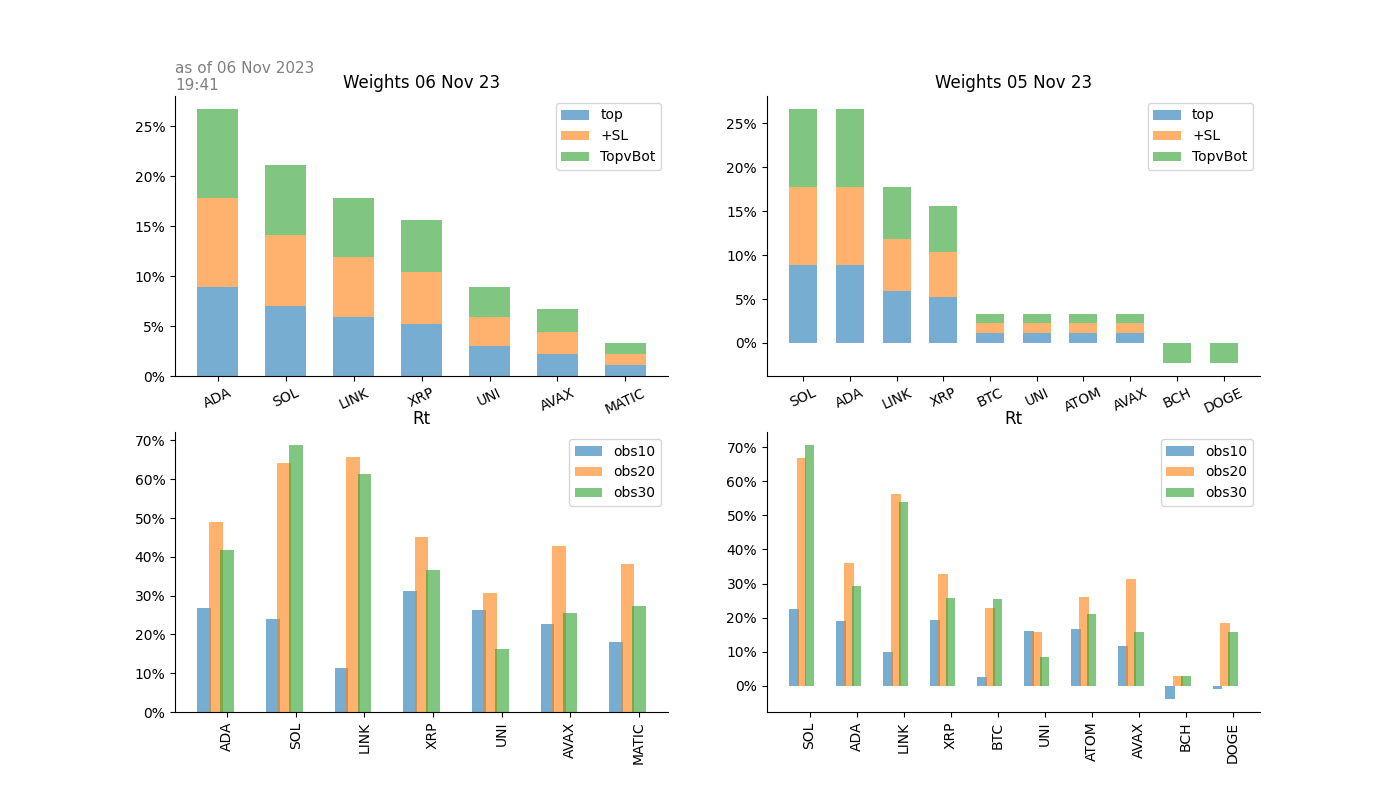 as of 06 Nov 2023
19:41
Weights 06 Nov 23
25%
20%
15%
10%
5%
0%
top
+SL
TopvBot
ADA
SOL
LINK
XRP
UNI
AVAX
MATIC
Weights 05 Nov 23
25%
20%
15%
10%
5%
0%
top
+SL
TopvBot
SOL
ADA
LINK
XRP
BTC
UNI
ATOM
AVAX
BCH
DOGE
Rt
70%
60%
50%
40%
30%
20%
10%
0%
obs10
obs20
obs30
ADA
SOL
LINK
XRP
UNI
AVAX
MATIC
Rt
70%
60%
50%
40%
30%
20%
10%
0%
obs10
obs20
obs30
SOL
ADA
LINK
XRP
BTC
UNI
ATOM
AVAX
BCH
DOGE